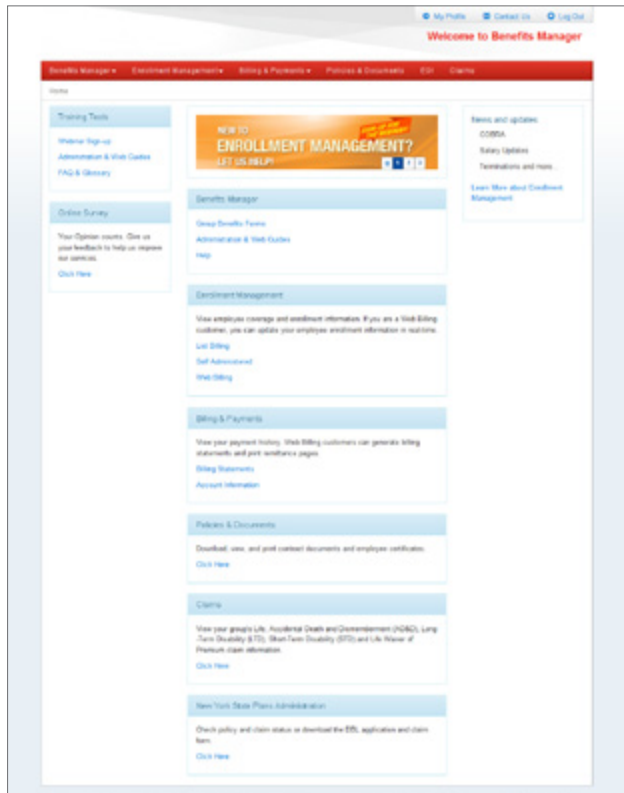 My Profile Contact Us Log Out
Welcome to Benefits Manager
Benefits Manager Enrollment Management Billing & Payments Policies & Documents EOI Claims
Home
Training Tools
Webinar Sign-up
Administration & Web Guides
FAQ & Glossary
Online Survey
Your Opinion counts. Give us
your feedback to help us improve
our services.
Click Here
NEW TO
SIGN UP FOR
THE WEBINAR!
ENROLLMENT MANAGEMENT?
LET US HELP!
Benefits Manager
Group Benefits Forms
Administration & Web Guides
Help
Enrollment Management
View employee coverage and enrollment information. If you are a Web Billing
customer, you can update your employee enrollment information in real-time.
List Billing
Self Administered
Web Billing
Billing & Payments
View your payment history. Web Billing customers can generate billing
statements and print remittance pages.
Billing Statements
Account Information
Policies & Documents
Download, view, and print contract documents and employee certificates.
Click Here
Claims
View your group's Life, Accidental Death and Dismemberment (AD&D), Long
-Term Disability (LTD), Short-Term Disability (STD) and Life Waiver of
Premium claim information.
Click Here
New York State Plans Administration
Check policy and claim status or download the DBL application and claim
form.
Click Here
News and updates
COBRA
Salary Updates
Terminations and more...
Learn More about Enrollment
Management